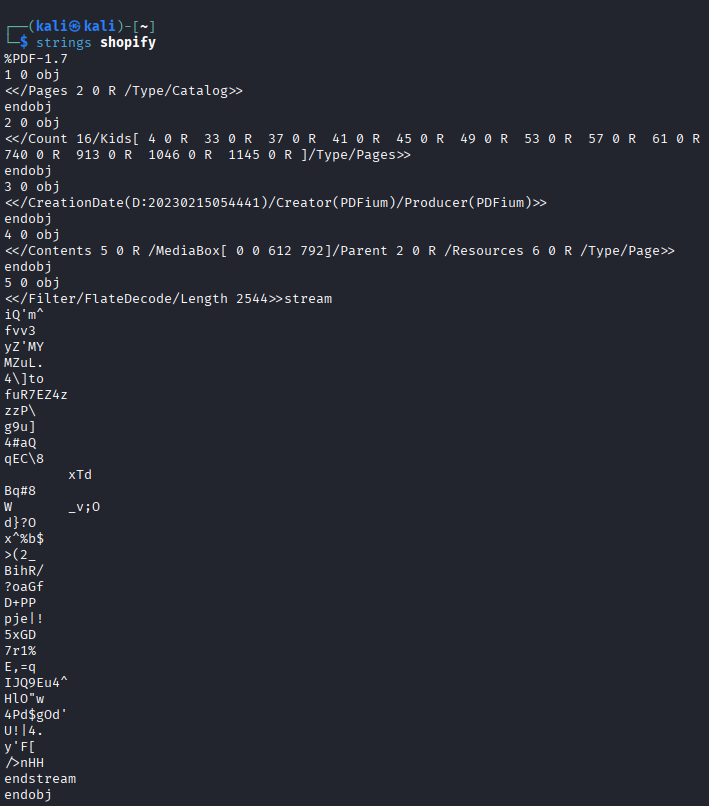 ┌──(kali㉿kali)-[~]
└─$ strings shopify
%PDF-1.7
1 0 obj
<</Pages 2 0 R /Type/Catalog>>
endobj
2 0 obj
<</Count 16/Kids[ 4 0 R  33 0 R  37 0 R  41 0 R  45 0 R  49 0 R  53 0 R  57 0 R  61 0 R
740 0 R  913 0 R  1046 0 R  1145 0 R ]/Type/Pages>>
endobj
3 0 obj
<</CreationDate(D:20230215054441)/Creator(PDFium)/Producer(PDFium)>>
endobj
4 0 obj
<</Contents 5 0 R /MediaBox[ 0 0 612 792]/Parent 2 0 R /Resources 6 0 R /Type/Page>>
endobj
5 0 obj
<</Filter/FlateDecode/Length 2544>>stream
iQ'm^
fvv3
yZ'MY
MZuL.
4\]to
fuR7EZ4z
zzP\
g9u]
4#aQ
qEC\8
        xTd
Bq#8
W       _v;O
d}?O
x^%b$
>(2_
BihR/
?oaGf
D+PP
pje|!
5xGD
7r1%
E,=q
IJQ9Eu4^
HlO"w
4Pd$gOd'
U!|4.
y'F[
/>nHH
endstream
endobj